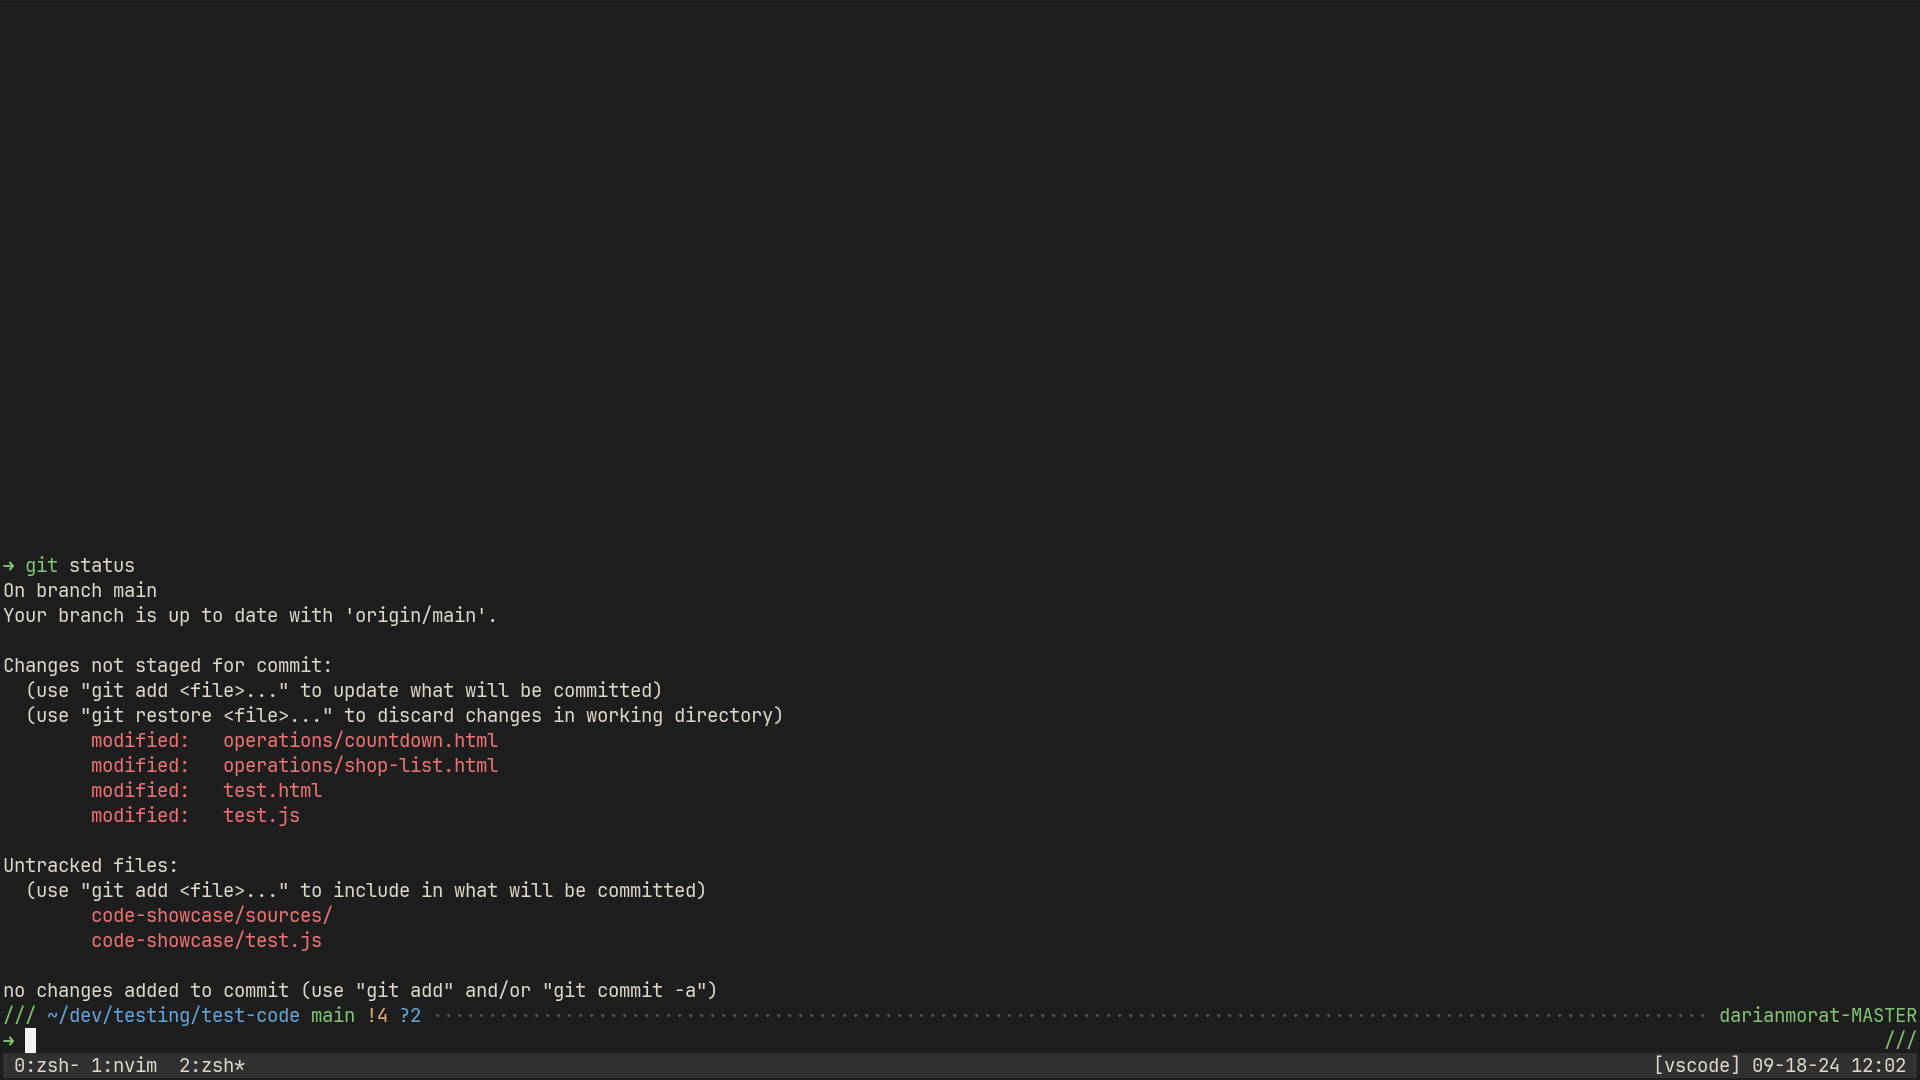 ➜ git status
On branch main
Your branch is up to date with 'origin/main'.
Changes not staged for commit:
  (use "git add <file>..." to update what will be committed)
  (use "git restore <file>..." to discard changes in working directory)
        modified:   operations/countdown.html
        modified:   operations/shop-list.html
        modified:   test.html
        modified:   test.js
Untracked files:
  (use "git add <file>..." to include in what will be committed)
        code-showcase/sources/
        code-showcase/test.js
no changes added to commit (use "git add" and/or "git commit -a")
/// ~/dev/testing/test-code main !4 ?2 darianmorat-MASTER
➜ ///
0:zsh- 1:nvim  2:zsh* [vscode] 09-18-24 12:02